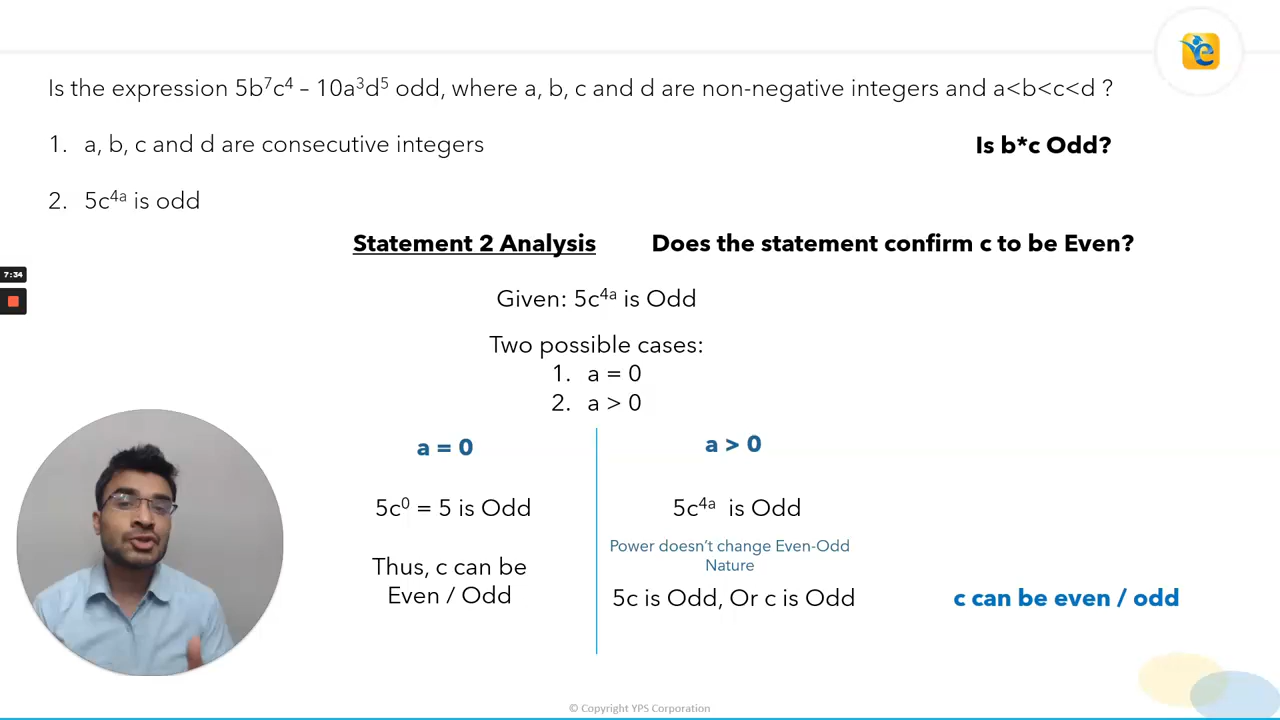 Is the expression 5b⁷c⁴ – 10a³d⁵ odd, where a, b, c and d are non-negative integers and a<b<c<d ?
1. a, b, c and d are consecutive integers
Is b*c Odd?
2. 5c⁴ᵃ is odd
Statement 2 Analysis
Does the statement confirm c to be Even?
7:34
Given: 5c⁴ᵃ is Odd
Two possible cases:
1. a = 0
2. a > 0
a = 0
5c⁰ = 5 is Odd
Thus, c can be
Even / Odd
a > 0
5c⁴ᵃ is Odd
Power doesn't change Even-Odd
Nature
5c is Odd, Or c is Odd
c can be even / odd
© Copyright YPS Corporation